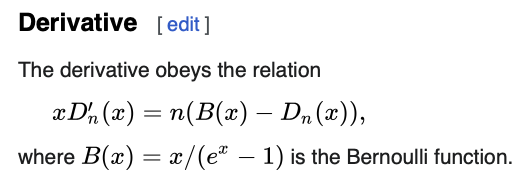 Derivative [edit]
The derivative obeys the relation
xD′ₙ(x) = n(B(x) − Dₙ(x)),
where B(x) = x/(eˣ − 1) is the Bernoulli function.